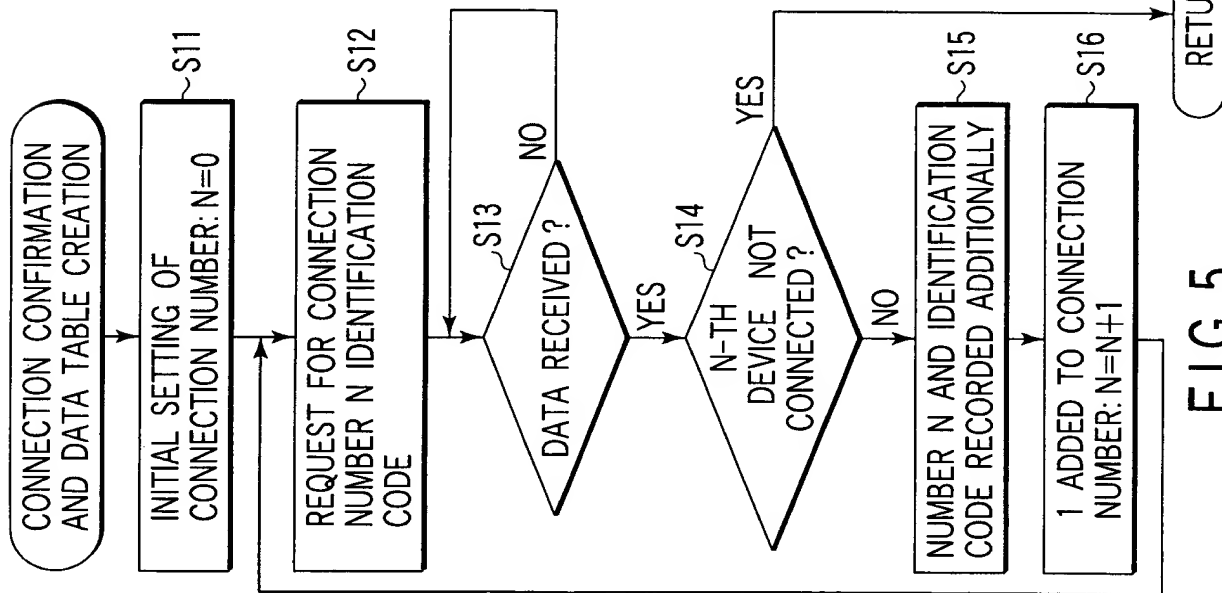 CONNECTION CONFIRMATION
AND DATA TABLE CREATION
INITIAL SETTING OF
CONNECTION NUMBER: N=0
S11
REQUEST FOR CONNECTION
NUMBER N IDENTIFICATION
CODE
S12
DATA RECEIVED?
S13
NO
YES
N-TH
DEVICE NOT
CONNECTED?
S14
YES
NO
NUMBER N AND IDENTIFICATION
CODE RECORDED ADDITIONALLY
S15
1 ADDED TO CONNECTION
NUMBER: N=N+1
S16
RETU
FIG. 5